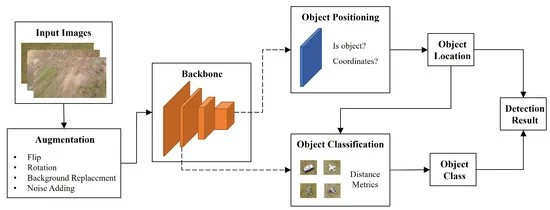 Input Images
Augmentation
• Flip
• Rotation
• Background Replacement
• Noise Adding
Backbone
Object Positioning
Is object?
Coordinates?
Object Classification
Distance
Metrics
Object
Location
Object
Class
Detection
Result